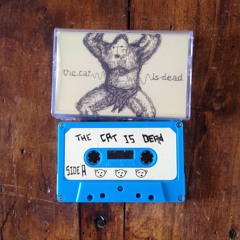 the cat is dead
THE CAT IS DEAD
SIDE A